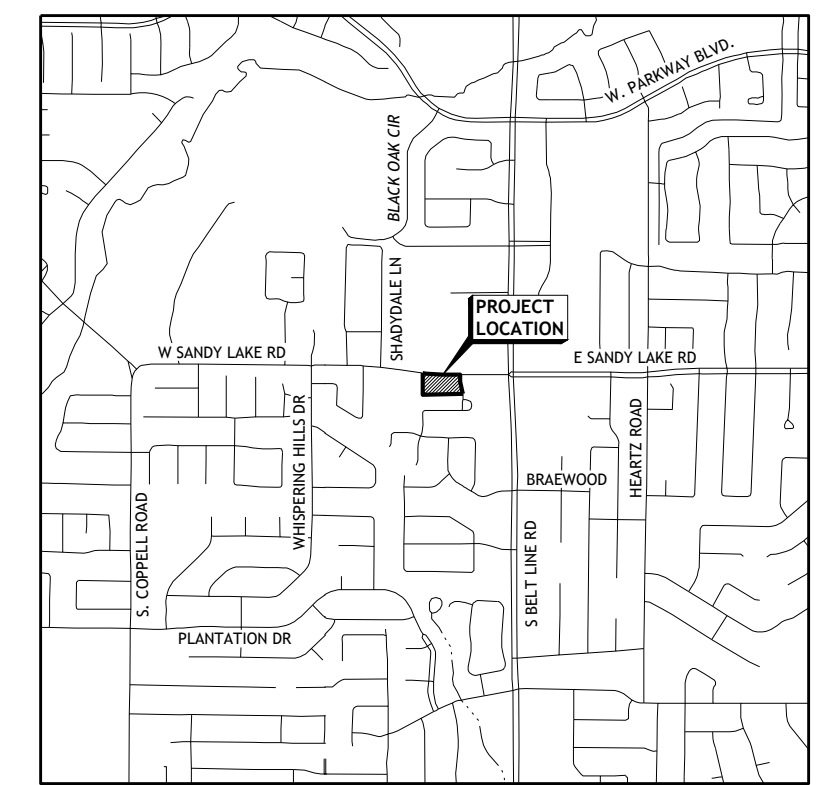 W. PARKWAY BLVD.
BLACK OAK CIR
SHADYDALE LN
PROJECT
LOCATION
W SANDY LAKE RD
E SANDY LAKE RD
WHISPERING HILLS DR
HEARTZ ROAD
BRAEWOOD
S. COPPELL ROAD
S BELT LINE RD
PLANTATION DR